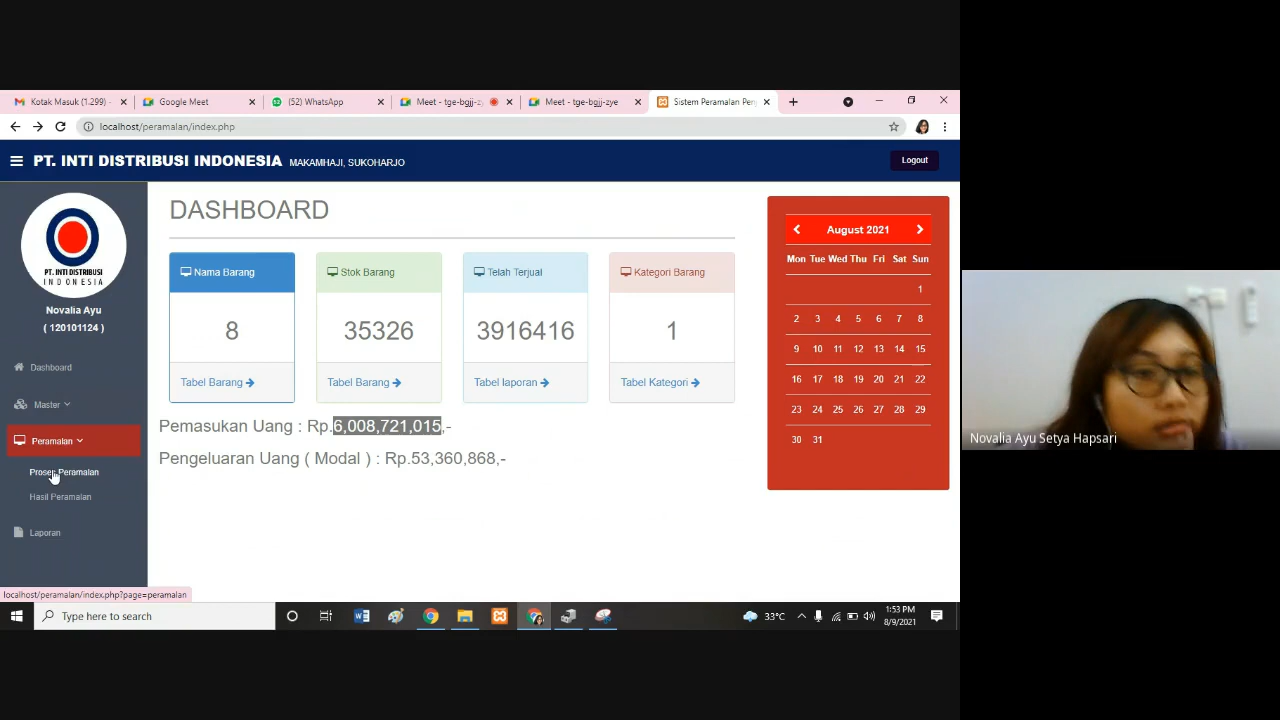 Kotak Masuk (1.299) -
Google Meet
(52) WhatsApp
Meet - tge-bgjj-z
Meet - tge-bgjj-zye
Sistem Peramalan Pen
localhost/peramalan/index.php
PT. INTI DISTRIBUSI INDONESIA MAKAMHAJI, SUKOHARJO
Logout
PT. INTI DISTRIBUSI
INDONESIA
Novalia Ayu
( 120101124 )
Dashboard
Master
Peramalan
Proses Peramalan
Hasil Peramalan
Laporan
DASHBOARD
Nama Barang
8
Tabel Barang
Stok Barang
35326
Tabel Barang
Telah Terjual
3916416
Tabel laporan
Kategori Barang
1
Tabel Kategori
Pemasukan Uang : Rp.6,008,721,015,-
Pengeluaran Uang ( Modal ) : Rp.53,360,868,-
August 2021
Mon Tue Wed Thu Fri Sat Sun
1
2 3 4 5 6 7 8
9 10 11 12 13 14 15
16 17 18 19 20 21 22
23 24 25 26 27 28 29
30 31
Novalia Ayu Setya Hapsari
localhost/peramalan/index.php?page=peramalan
Type here to search
33°C
1:53 PM
8/9/2021